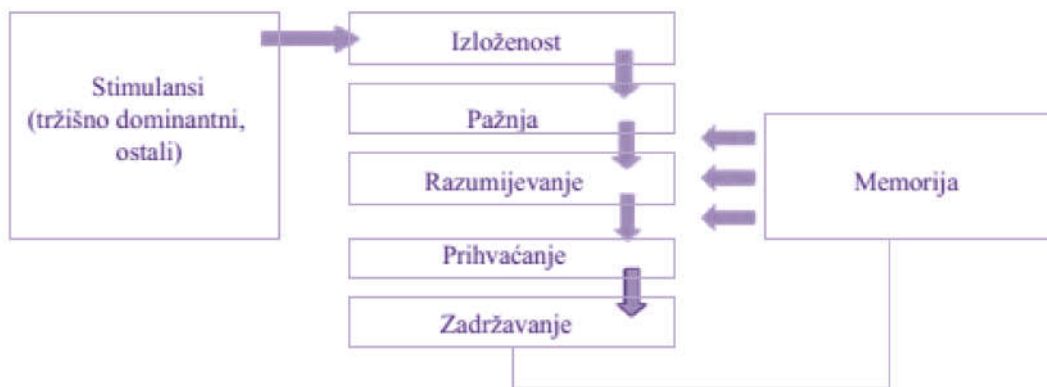 Stimulansi
(tržišno dominantni,
ostali)
Izloženost
Pažnja
Razumijevanje
Prihvaćanje
Zadržavanje
Memorija